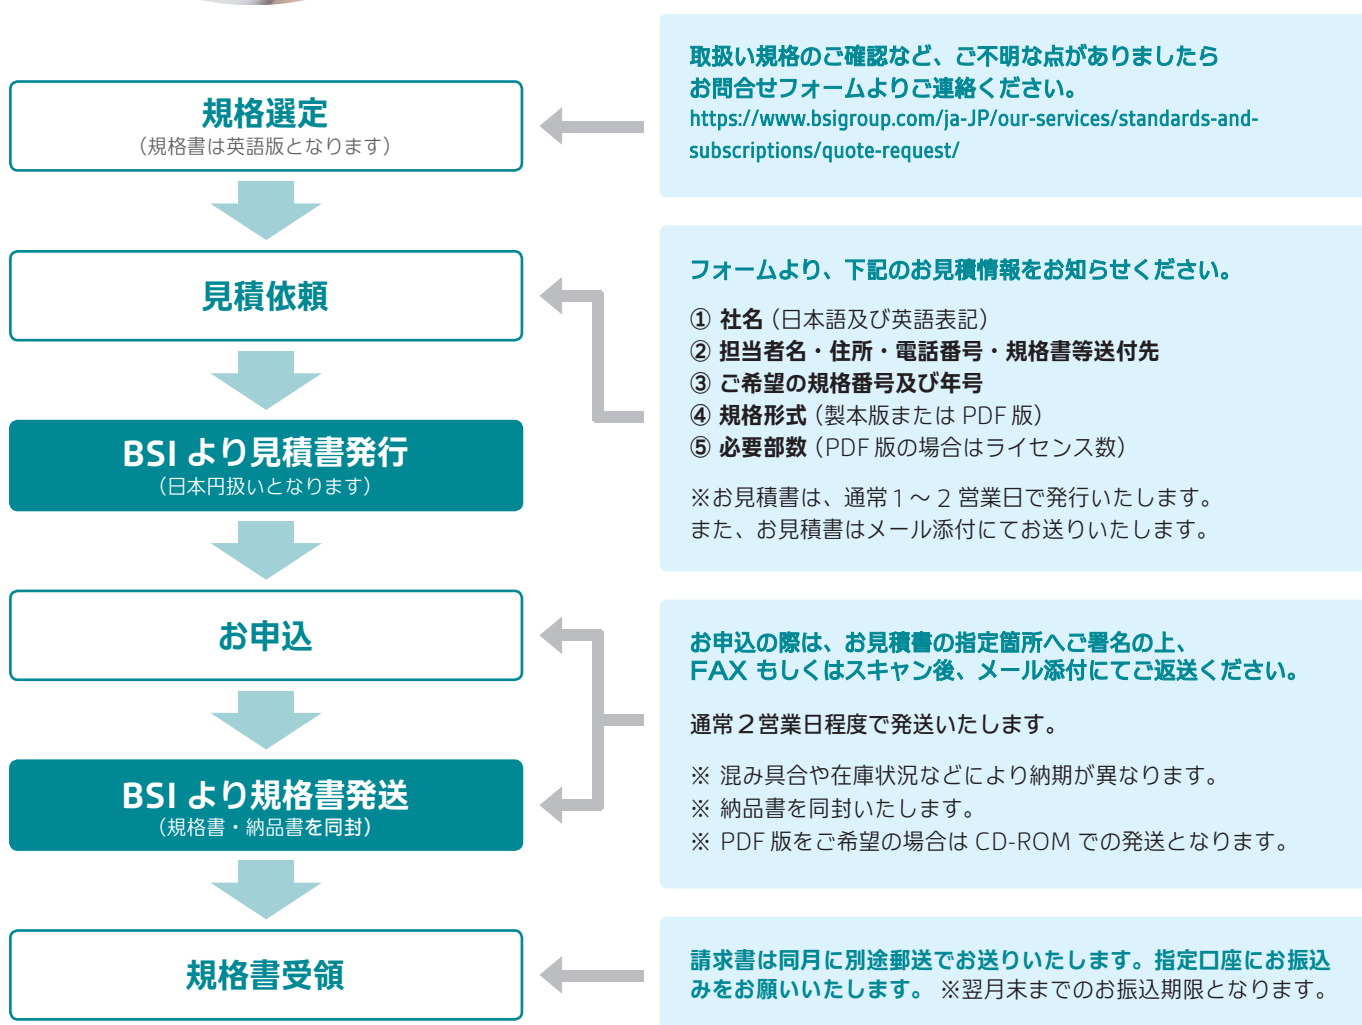 規格選定
(規格書は英語版となります)
見積依頼
BSI より見積書発行
(日本円扱いとなります)
お申込
BSI より規格書発送
(規格書・納品書を同封)
規格書受領
取扱い規格のご確認など、ご不明な点がありましたら
お問合せフォームよりご連絡ください。
https://www.bsigroup.com/ja-JP/our-services/standards-and-
subscriptions/quote-request/
フォームより、下記のお見積情報をお知らせください。
① 社名(日本語及び英語表記)
② 担当者名・住所・電話番号・規格書等送付先
③ ご希望の規格番号及び年号
④ 規格形式(製本版または PDF 版)
⑤ 必要部数(PDF 版の場合はライセンス数)
※お見積書は、通常 1 〜 2 営業日で発行いたします。
また、お見積書はメール添付にてお送りいたします。
お申込の際は、お見積書の指定箇所へご署名の上、
FAX もしくはスキャン後、メール添付にてご返送ください。
通常2営業日程度で発送いたします。
※ 混み具合や在庫状況などにより納期が異なります。
※ 納品書を同封いたします。
※ PDF 版をご希望の場合は CD-ROM での発送となります。
請求書は同月に別途郵送でお送りいたします。指定口座にお振込
みをお願いいたします。 ※翌月末までのお振込期限となります。